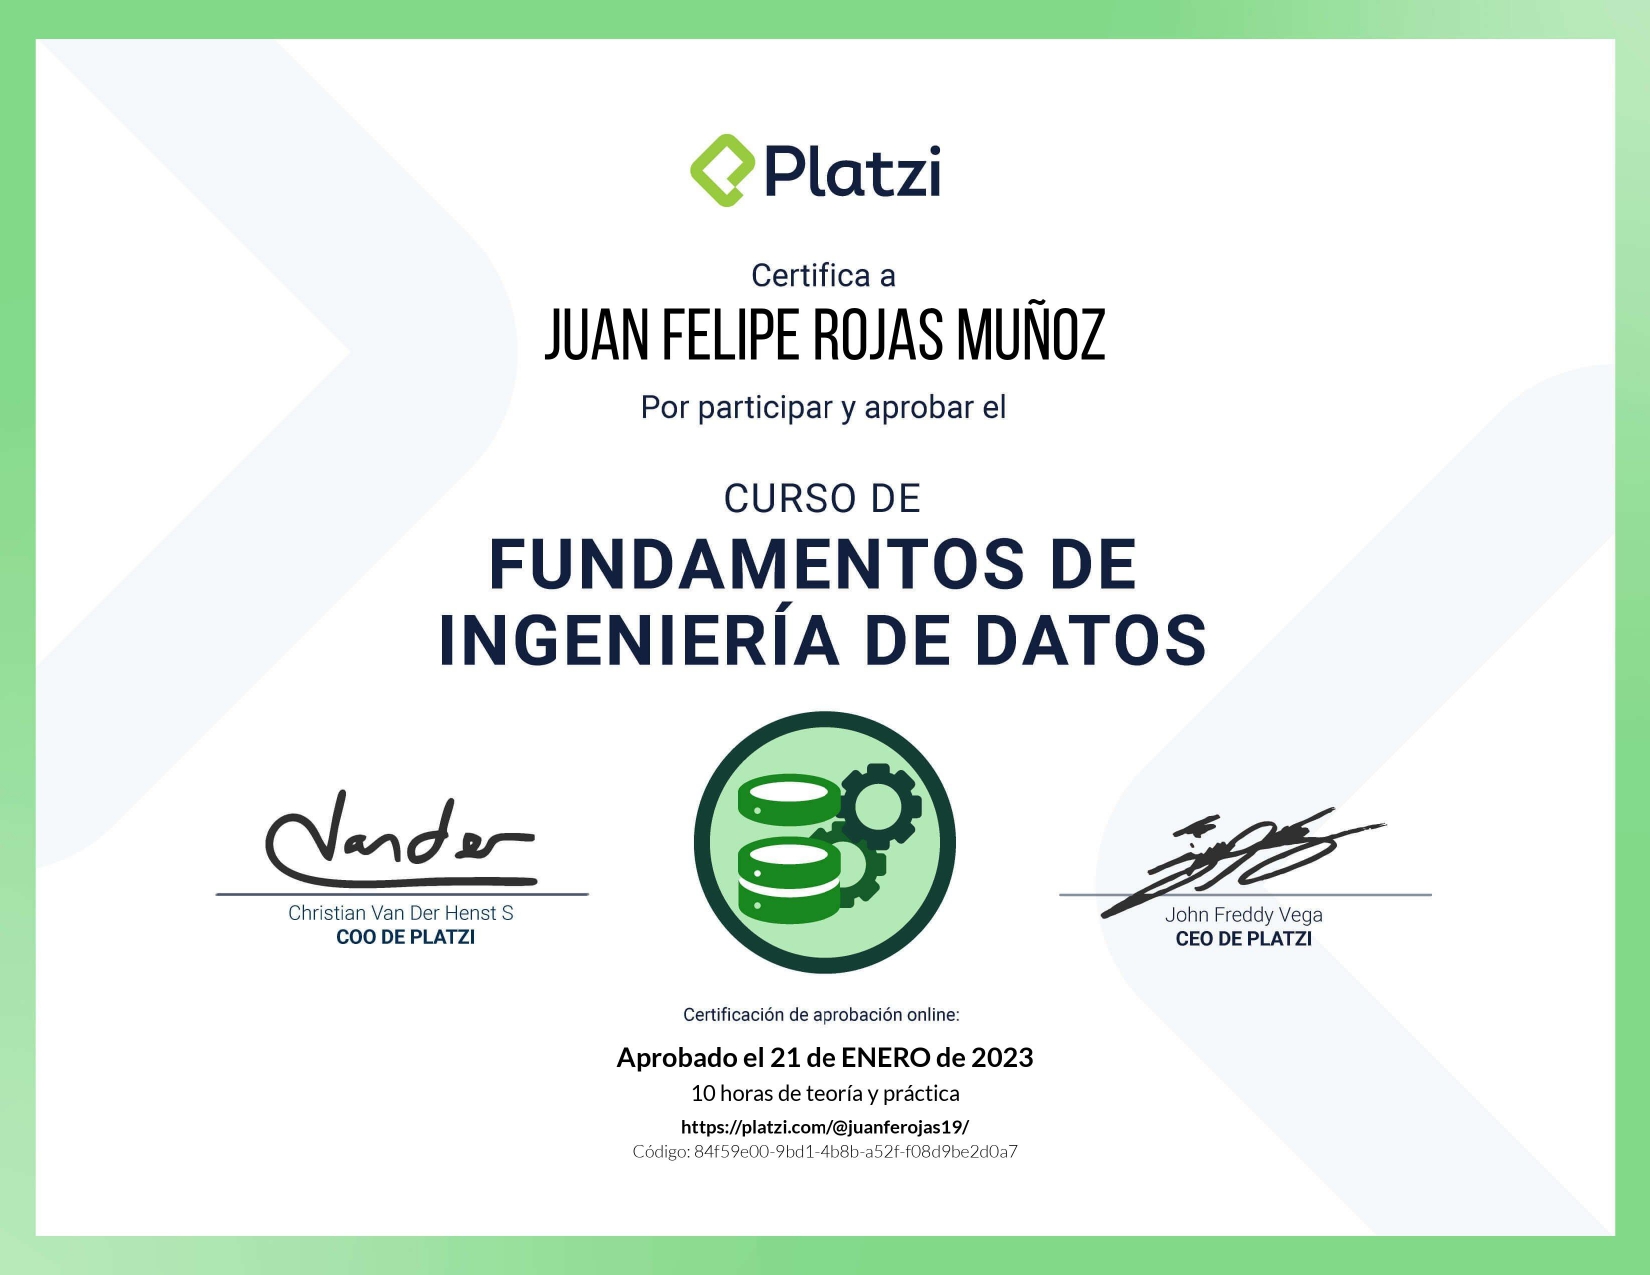 Platzi
Certifica a
JUAN FELIPE ROJAS MUÑOZ
Por participar y aprobar el
CURSO DE
FUNDAMENTOS DE
INGENIERÍA DE DATOS
Vander
Christian Van Der Henst S
COO DE PLATZI
John Freddy Vega
CEO DE PLATZI
Certificación de aprobación online:
Aprobado el 21 de ENERO de 2023
10 horas de teoría y práctica
https://platzi.com/@juanferojas19/
Código: 84f59e00-9bd1-4b8b-a52f-f08d9be2d0a7